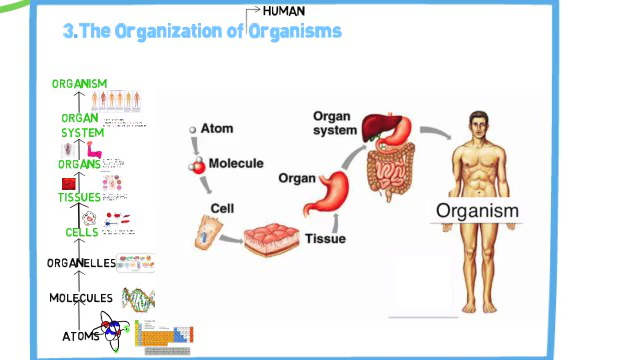 HUMAN
3.The Organization of Organisms
ORGANISM
ORGAN
SYSTEM
ORGANS
TISSUES
CELLS
ORGANELLES
MOLECULES
ATOMS
Atom
Molecule
Cell
Tissue
Organ
Organ
system
Organism